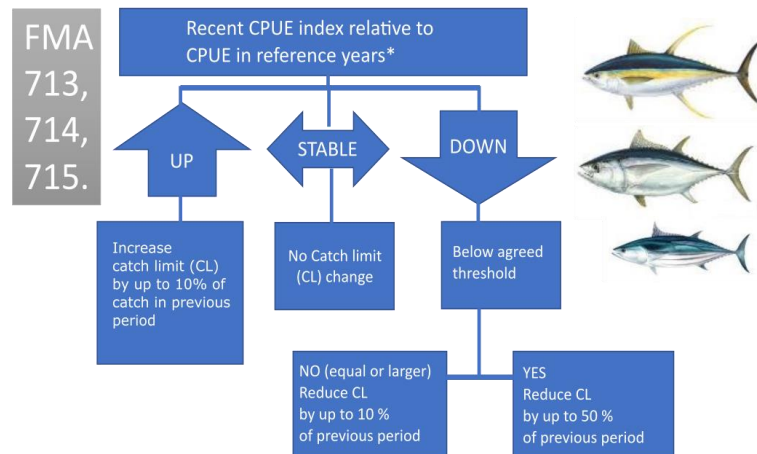 FMA
713,
714,
715.
Recent CPUE index relative to
CPUE in reference years*
UP
STABLE
DOWN
Increase
catch limit (CL)
by up to 10% of
catch in previous
period
No Catch limit
(CL) change
Below agreed
threshold
NO (equal or larger)
Reduce CL
by up to 10 %
of previous period
YES
Reduce CL
by up to 50 %
of previous period